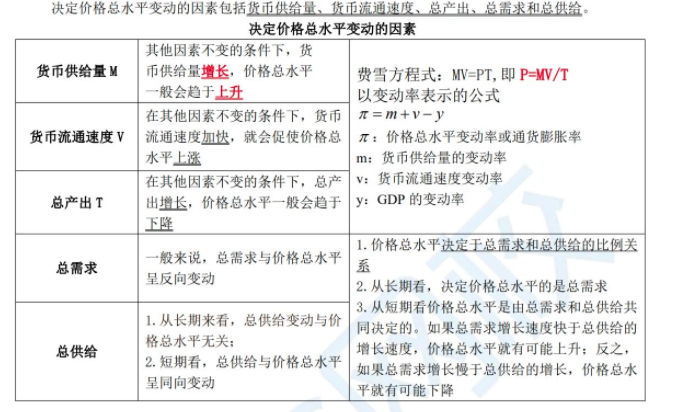 决定价格总水平变动的因素包括货币供给量、货币流通速度、总产出、总需求和总供给。
决定价格总水平变动的因素
货币供给量 M
其他因素不变的条件下，货
币供给量增长，价格总水平
一般会趋于上升
货币流通速度 V
在其他因素不变的条件下，货币
流通速度加快，就会促使价格总
水平上涨
总产出 T
在其他因素不变的条件下，总产
出增长，价格总水平一般会趋于
下降
费雪方程式：MV=PT,即 P=MV/T
以变动率表示的公式
π = m + v − y
π：价格总水平变动率或通货膨胀率
m：货币供给量的变动率
v：货币流通速度变动率
y：GDP 的变动率
总需求
一般来说，总需求与价格总水平
呈反向变动
总供给
1.从长期来看，总供给变动与价
格总水平无关；
2.短期看，总供给与价格总水平
呈同向变动
1.价格总水平决定于总需求和总供给的比例关
系
2.从长期看，决定价格总水平的是总需求
3.从短期看价格总水平是由总需求和总供给共
同决定的。如果总需求增长速度快于总供给的
增长速度，价格总水平就有可能上升；反之，
如果总需求增长慢于总供给的增长，价格总水
平就有可能下降